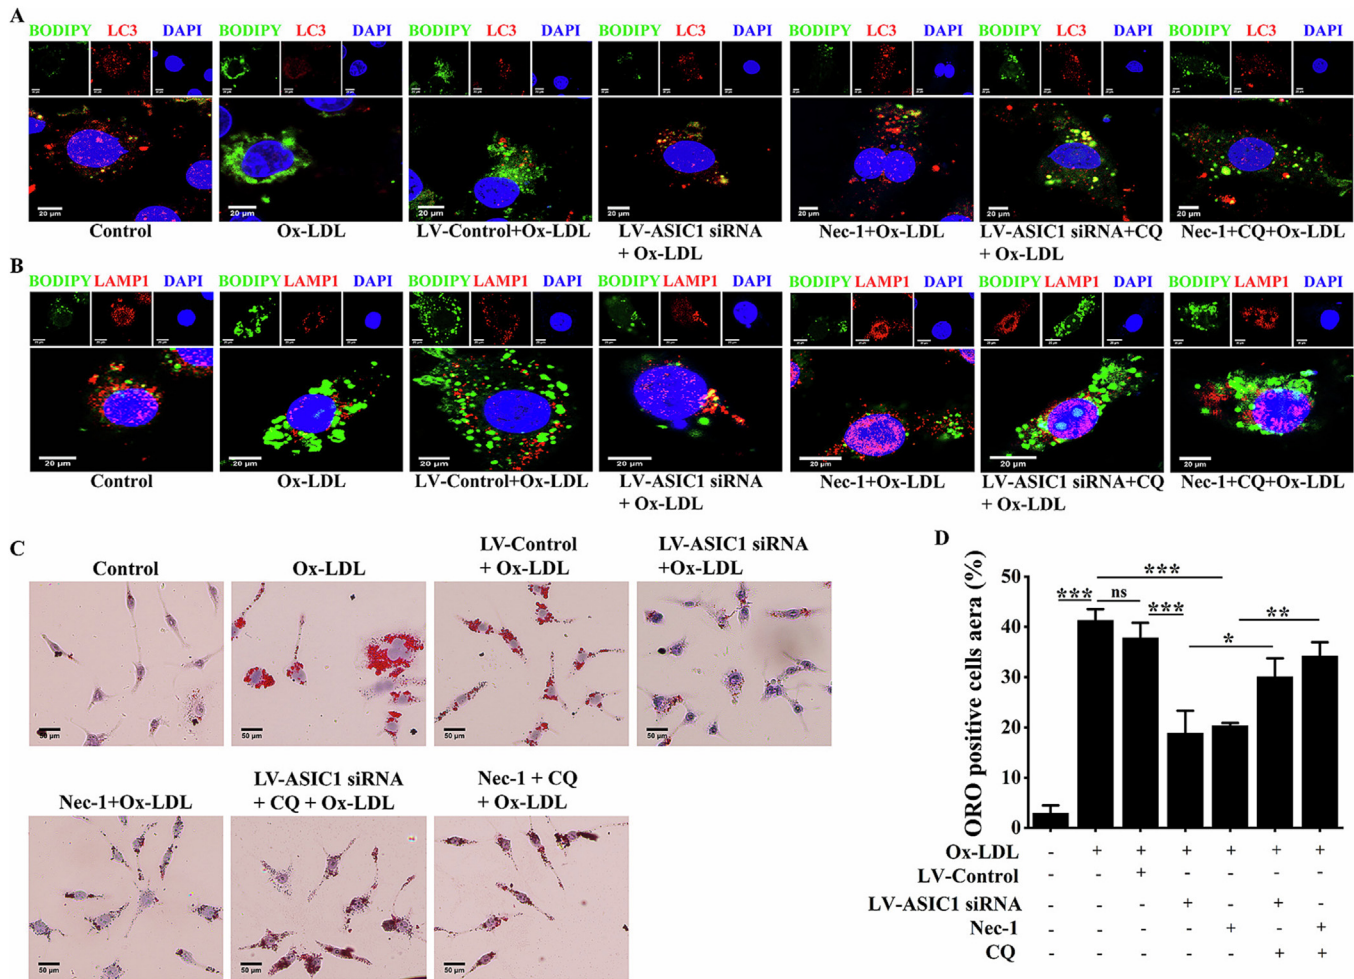 A
BODIPY LC3 DAPI BODIPY LC3 DAPI BODIPY LC3 DAPI BODIPY LC3 DAPI BODIPY LC3 DAPI BODIPY LC3 DAPI BODIPY LC3 DAPI
20 μm 20 μm 20 μm 20 μm 20 μm 20 μm 20 μm
Control Ox-LDL LV-Control+Ox-LDL LV-ASIC1 siRNA Nec-1+Ox-LDL LV-ASIC1 siRNA+CQ Nec-1+CQ+Ox-LDL
+ Ox-LDL + Ox-LDL
B
BODIPY LAMP1 DAPI BODIPY LAMP1 DAPI BODIPY LAMP1 DAPI BODIPY LAMP1 DAPI BODIPY LAMP1 DAPI BODIPY LAMP1 DAPI BODIPY LAMP1 DAPI
20 μm 20 μm 20 μm 20 μm 20 μm 20 μm 20 μm
Control Ox-LDL LV-Control+Ox-LDL LV-ASIC1 siRNA Nec-1+Ox-LDL LV-ASIC1 siRNA+CQ Nec-1+CQ+Ox-LDL
+ Ox-LDL + Ox-LDL
C
Control Ox-LDL LV-Control LV-ASIC1 siRNA
+ Ox-LDL +Ox-LDL
50 μm 50 μm 50 μm 50 μm
Nec-1+Ox-LDL LV-ASIC1 siRNA Nec-1 + CQ
+ CQ + Ox-LDL + Ox-LDL
50 μm 50 μm 50 μm
D
ORO positive cells aera (%)
50
40
30
20
10
0
*** ns *** *** * **
Ox-LDL - + + + + + +
LV-Control - - + - - - -
LV-ASIC1 siRNA - - - + - + -
Nec-1 - - - - + - +
CQ - - - - - + +